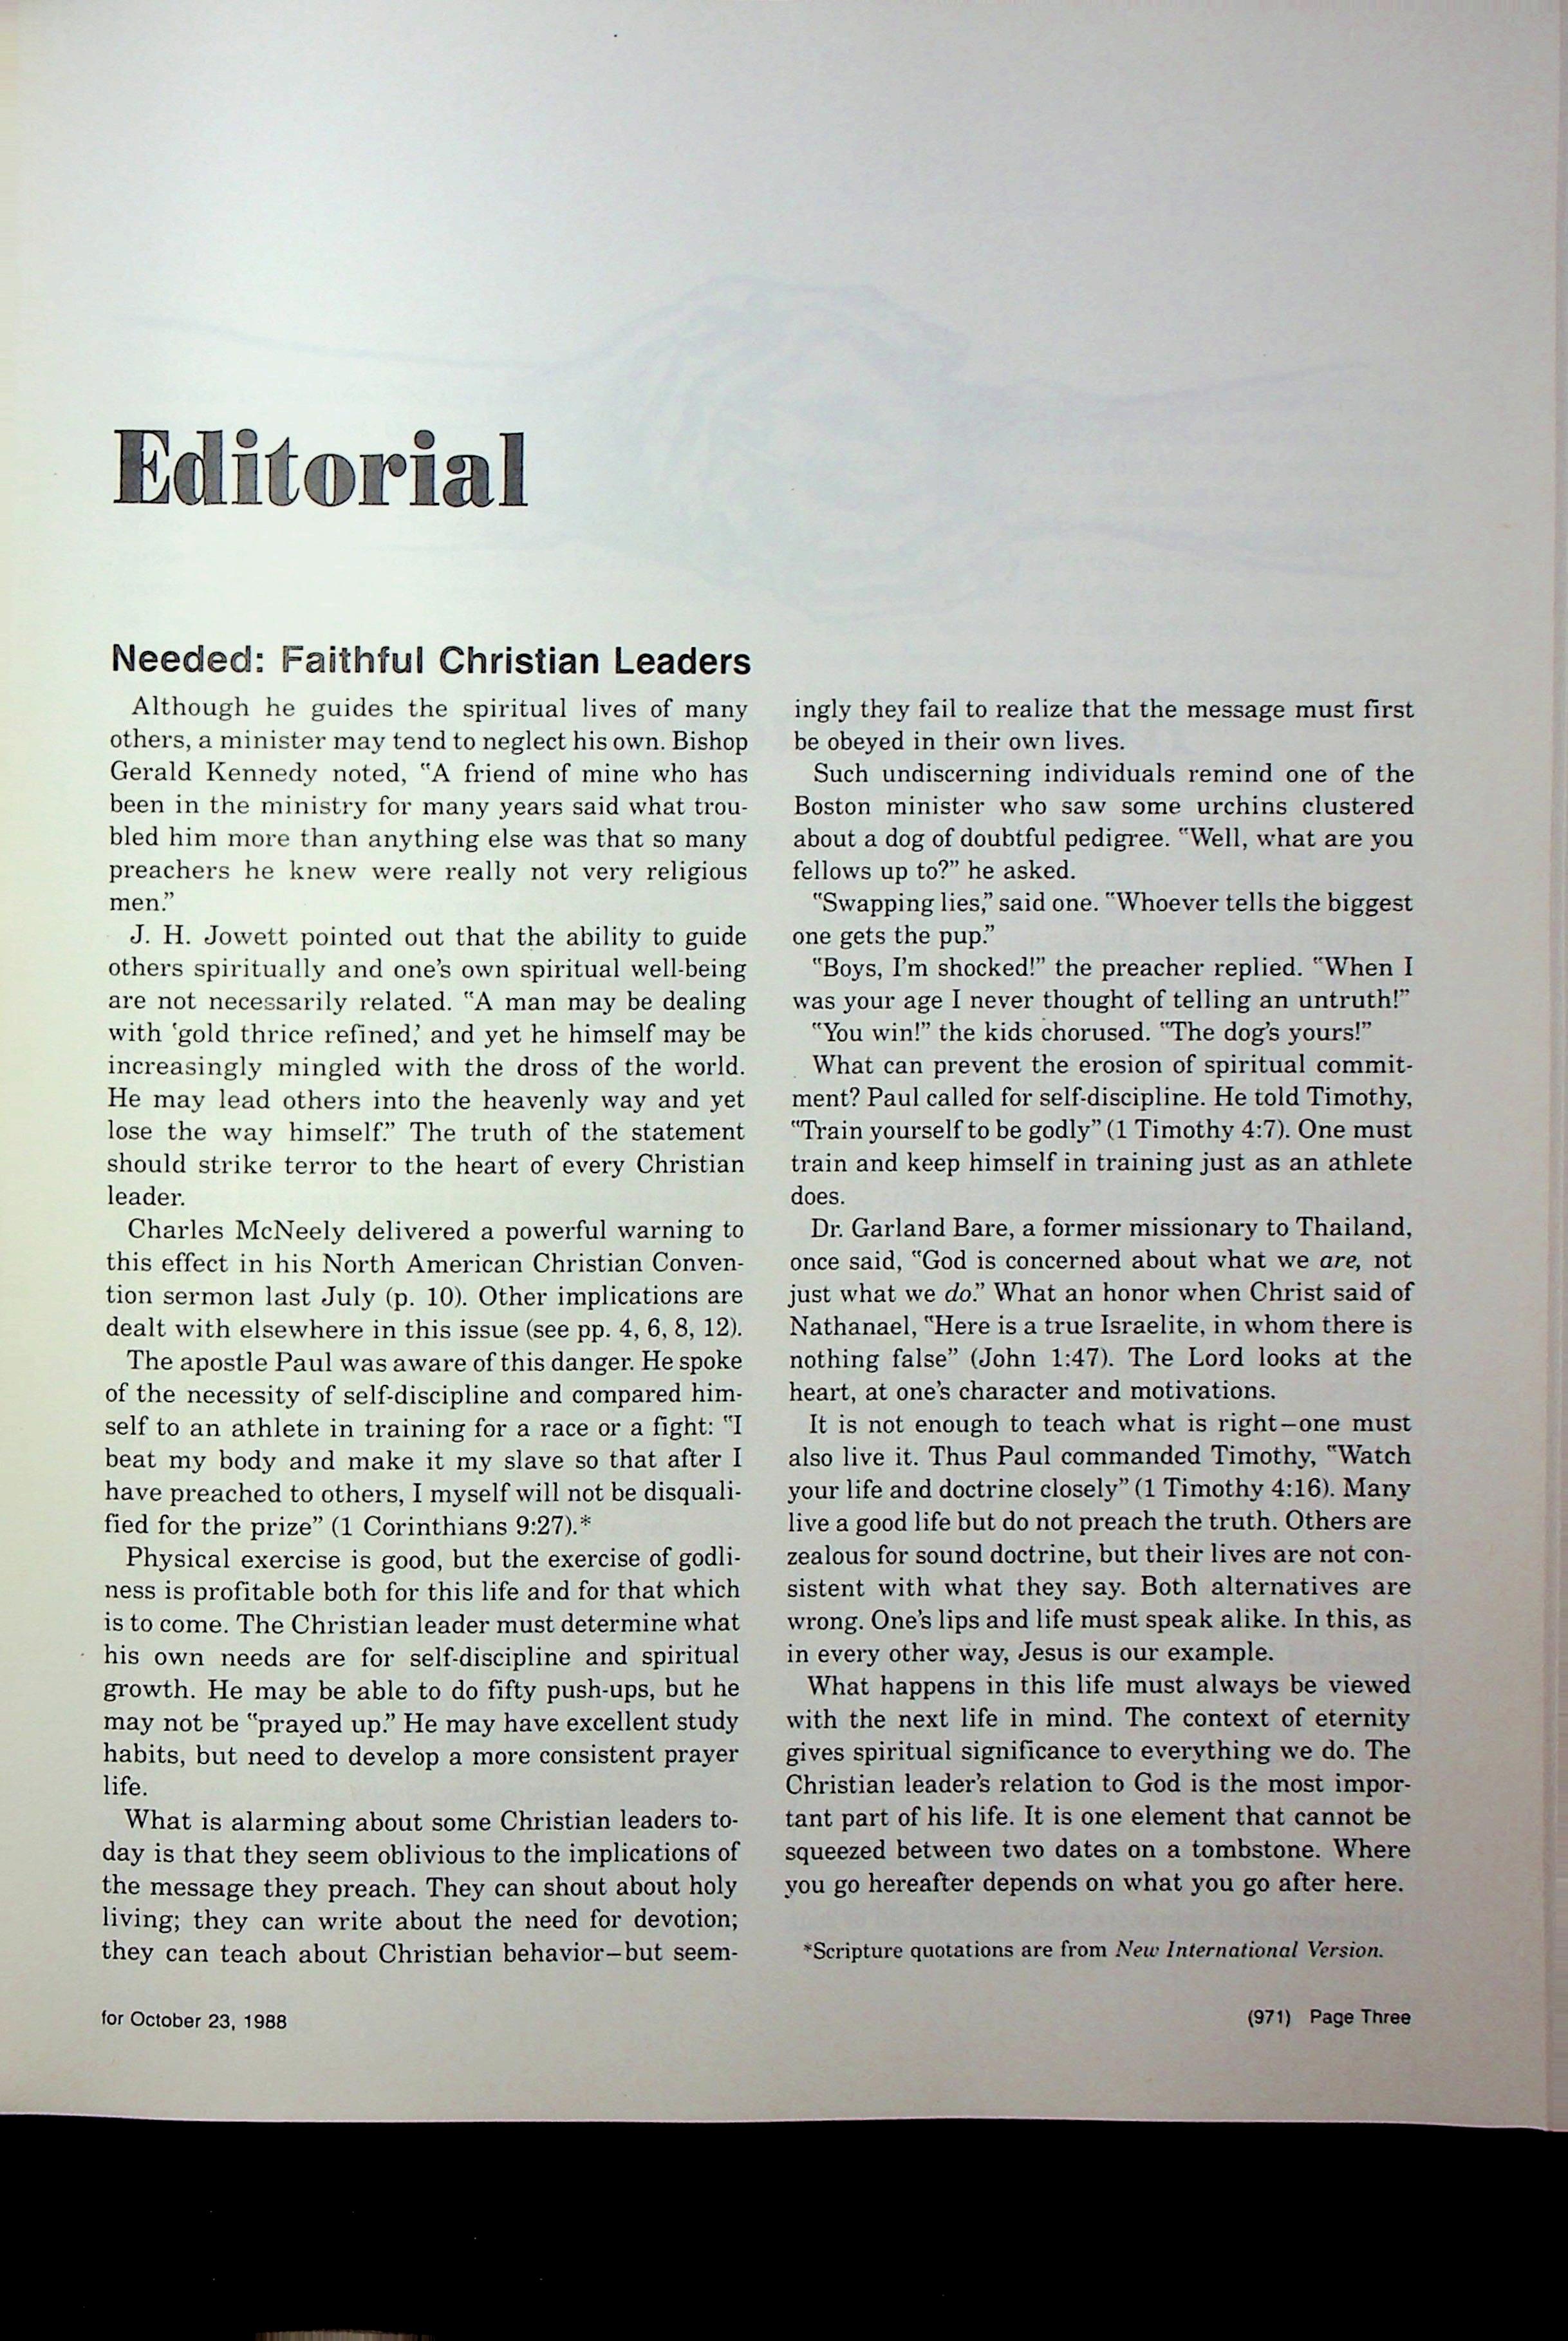 Editorial
Needed: Faithful Christian Leaders
Although he guides the spiritual lives of many
others, a minister may tend to neglect his own. Bishop
Gerald Kennedy noted, "A friend of mine who has
been in the ministry for many years said what trou-
bled him more than anything else was that so many
preachers he knew were really not very religious
men."
J. H. Jowett pointed out that the ability to guide
others spiritually and one's own spiritual well-being
are not necessarily related. "A man may be dealing
with 'gold thrice refined,' and yet he himself may be
increasingly mingled with the dross of the world.
He may lead others into the heavenly way and yet
lose the way himself." The truth of the statement
should strike terror to the heart of every Christian
leader.
Charles McNeely delivered a powerful warning to
this effect in his North American Christian Conven-
tion sermon last July (p. 10). Other implications are
dealt with elsewhere in this issue (see pp. 4, 6, 8, 12).
The apostle Paul was aware of this danger. He spoke
of the necessity of self-discipline and compared him-
self to an athlete in training for a race or a fight: "I
beat my body and make it my slave so that after I
have preached to others, I myself will not be disquali-
fied for the prize" (1 Corinthians 9:27).*
Physical exercise is good, but the exercise of godli-
ness is profitable both for this life and for that which
is to come. The Christian leader must determine what
his own needs are for self-discipline and spiritual
growth. He may be able to do fifty push-ups, but he
may not be "prayed up." He may have excellent study
habits, but need to develop a more consistent prayer
life.
What is alarming about some Christian leaders to-
day is that they seem oblivious to the implications of
the message they preach. They can shout about holy
living; they can write about the need for devotion;
they can teach about Christian behavior—but seem-
ingly they fail to realize that the message must first
be obeyed in their own lives.
Such undiscerning individuals remind one of the
Boston minister who saw some urchins clustered
about a dog of doubtful pedigree. "Well, what are you
fellows up to?" he asked.
"Swapping lies," said one. "Whoever tells the biggest
one gets the pup."
"Boys, I'm shocked!" the preacher replied. "When I
was your age I never thought of telling an untruth!"
"You win!" the kids chorused. "The dog's yours!"
What can prevent the erosion of spiritual commit-
ment? Paul called for self-discipline. He told Timothy,
"Train yourself to be godly" (1 Timothy 4:7). One must
train and keep himself in training just as an athlete
does.
Dr. Garland Bare, a former missionary to Thailand,
once said, "God is concerned about what we are, not
just what we do." What an honor when Christ said of
Nathanael, "Here is a true Israelite, in whom there is
nothing false" (John 1:47). The Lord looks at the
heart, at one's character and motivations.
It is not enough to teach what is right—one must
also live it. Thus Paul commanded Timothy, "Watch
your life and doctrine closely" (1 Timothy 4:16). Many
live a good life but do not preach the truth. Others are
zealous for sound doctrine, but their lives are not con-
sistent with what they say. Both alternatives are
wrong. One's lips and life must speak alike. In this, as
in every other way, Jesus is our example.
What happens in this life must always be viewed
with the next life in mind. The context of eternity
gives spiritual significance to everything we do. The
Christian leader's relation to God is the most impor-
tant part of his life. It is one element that cannot be
squeezed between two dates on a tombstone. Where
you go hereafter depends on what you go after here.
*Scripture quotations are from New International Version.
for October 23, 1988
(971) Page Three